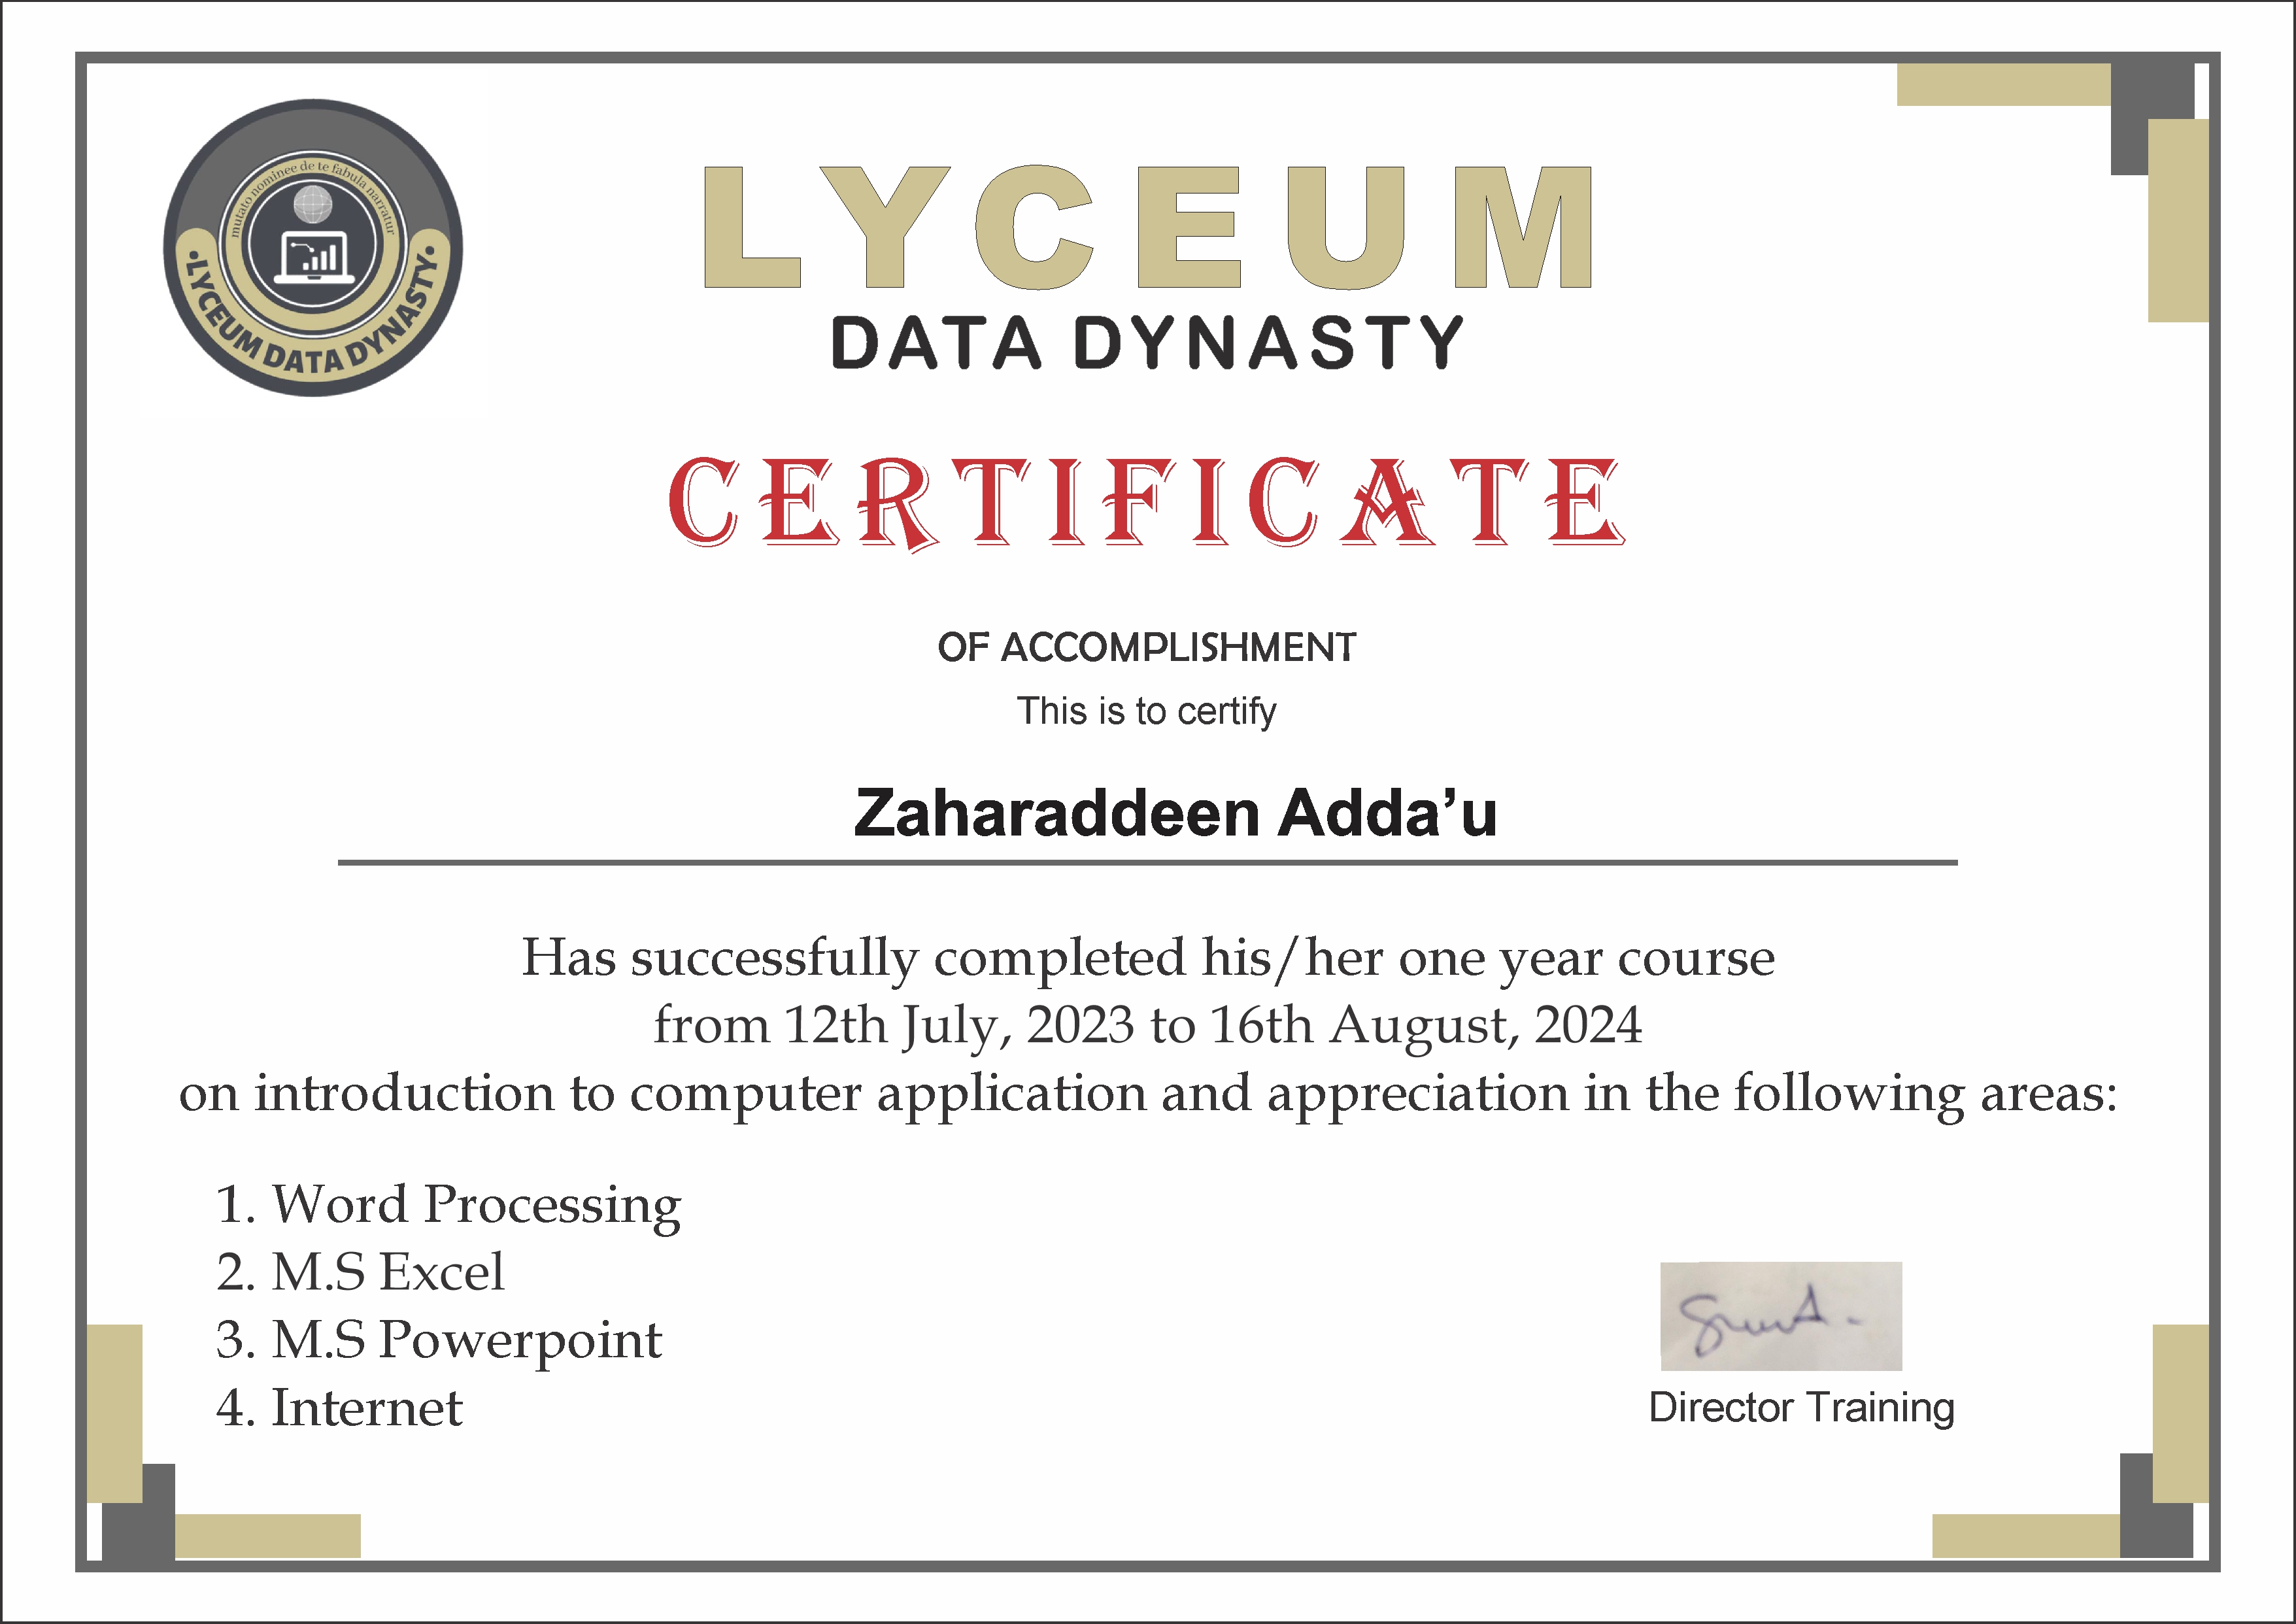 mutato nominee de te fabula narratur
•LYCEUM DATA DYNASTY•
LYCEUM
DATA DYNASTY
CERTIFICATE
OF ACCOMPLISHMENT
This is to certify
Zaharaddeen Adda’u
Has successfully completed his/her one year course
from 12th July, 2023 to 16th August, 2024
on introduction to computer application and appreciation in the following areas:
1. Word Processing
2. M.S Excel
3. M.S Powerpoint
4. Internet
Director Training